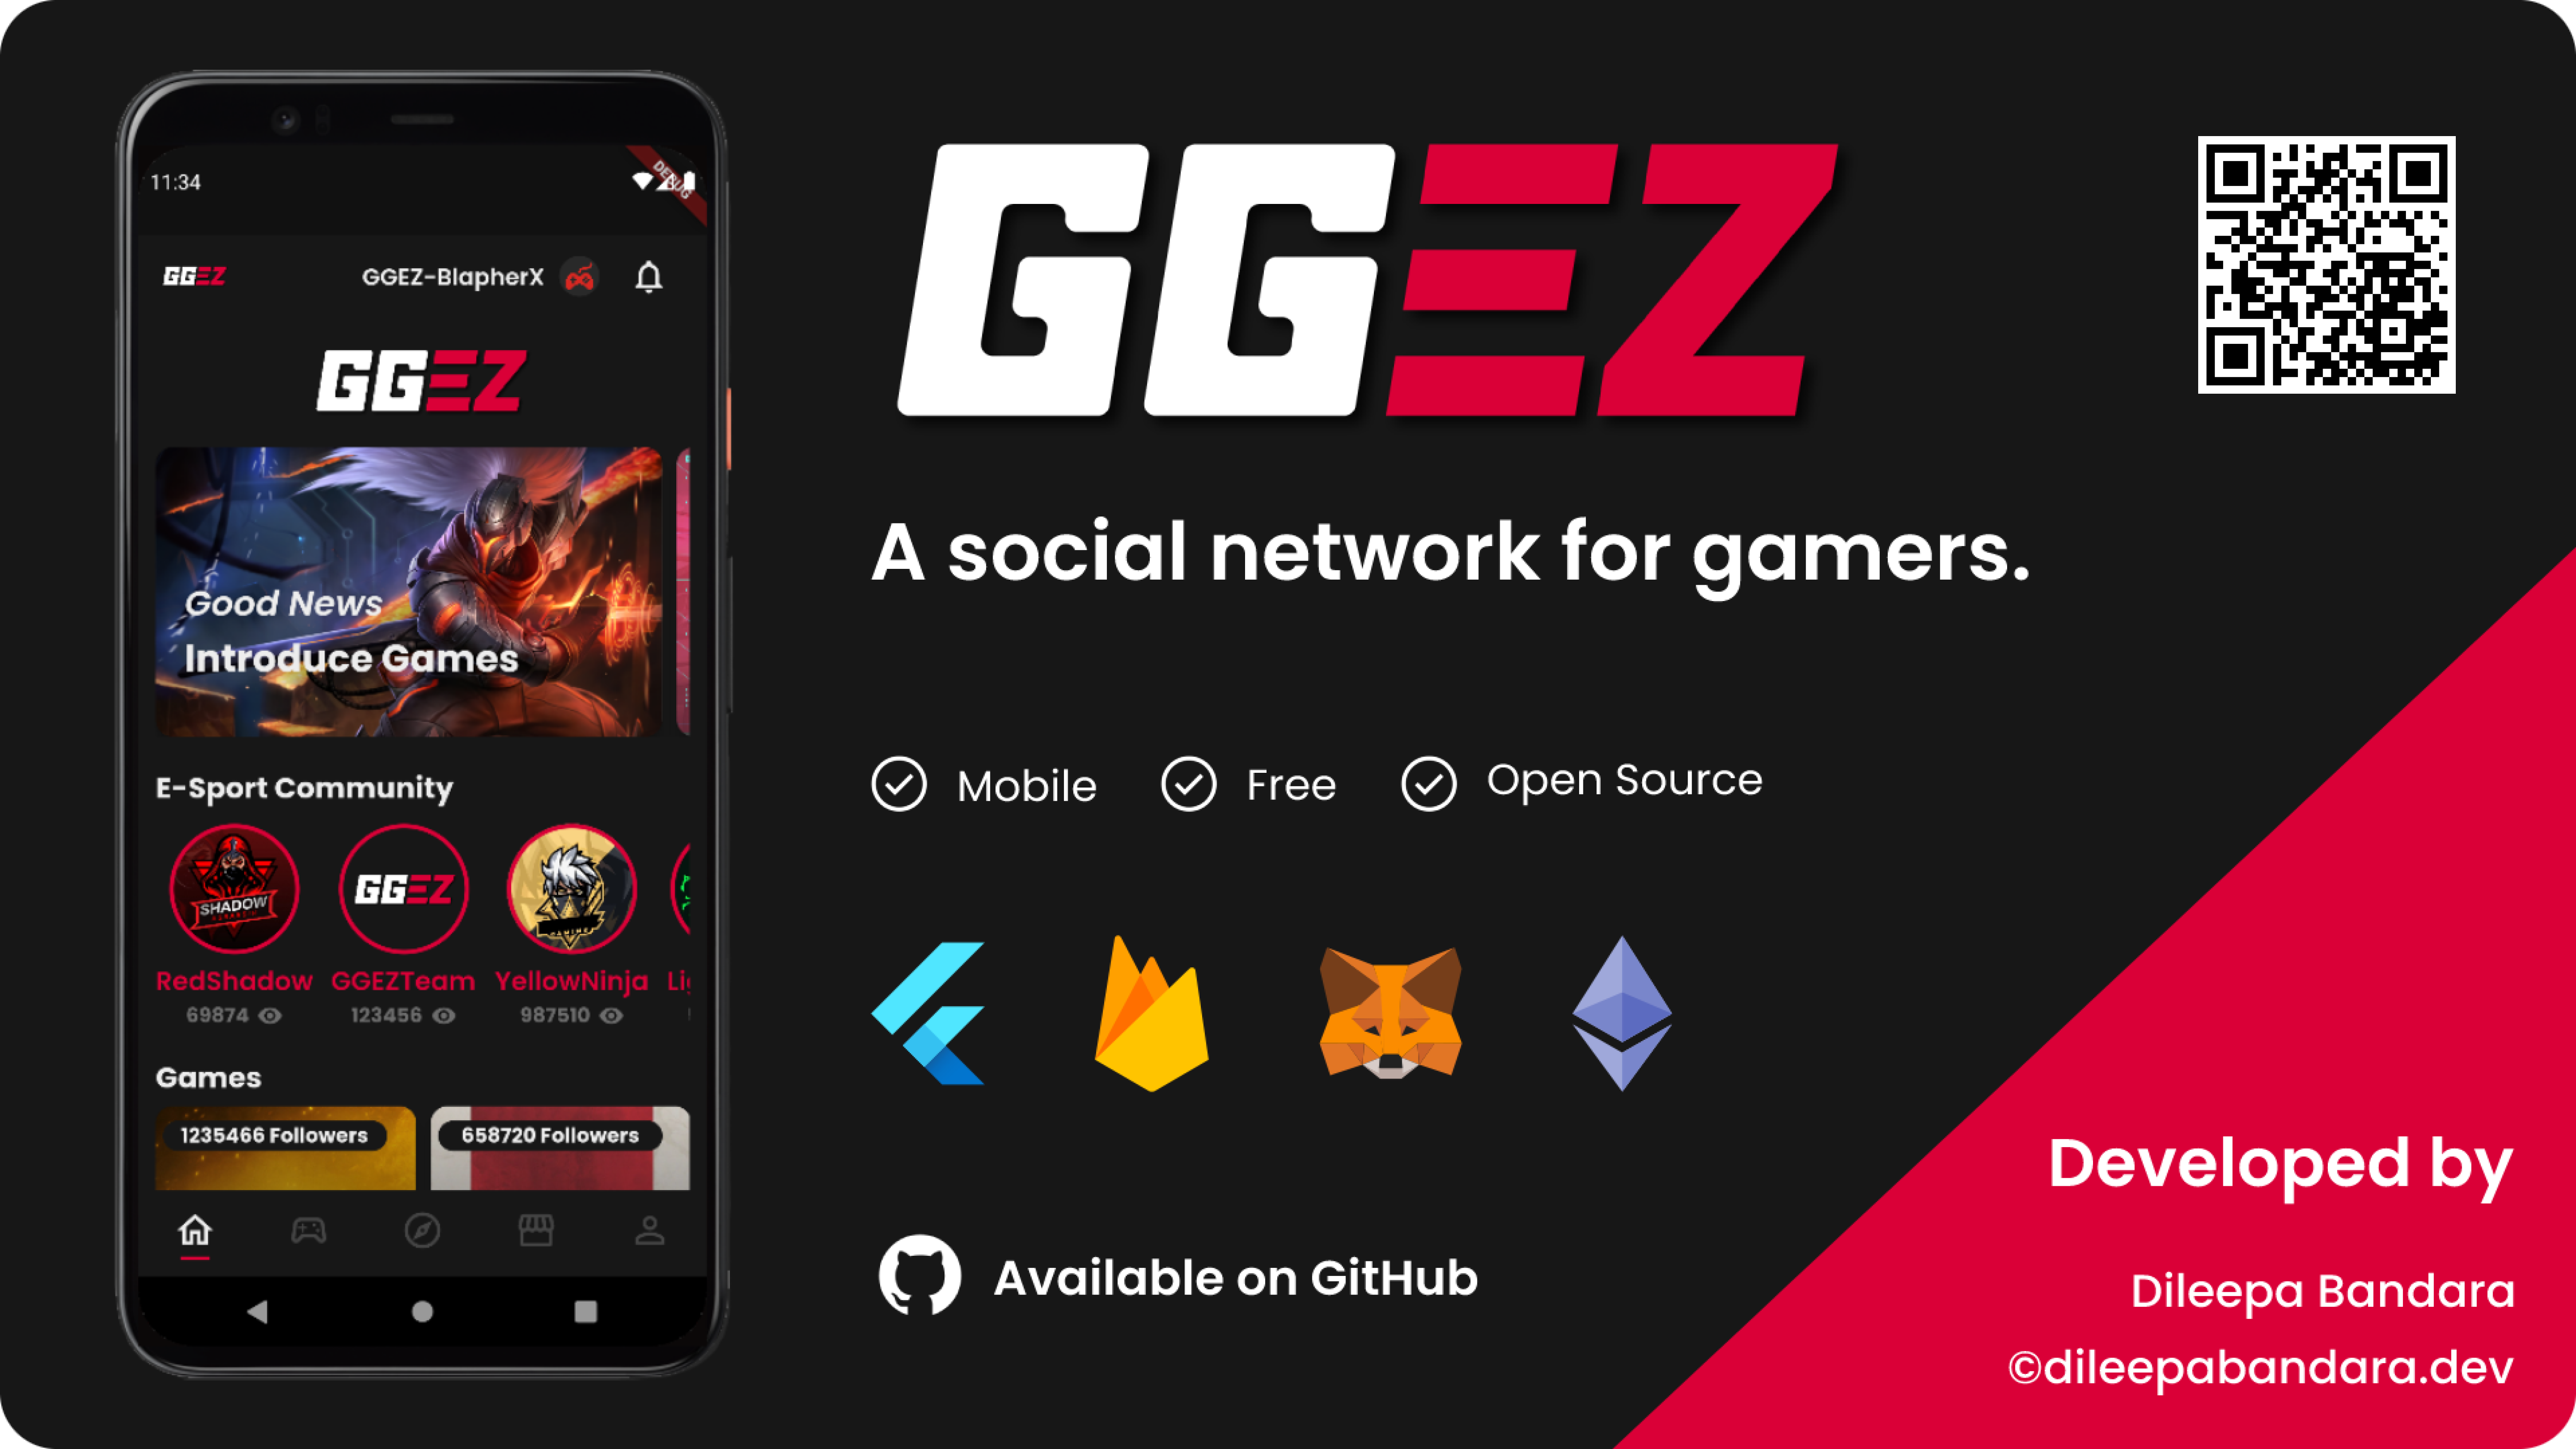 11:34
DEBUG
GGEZ
GGEZ-BlapherX
GGEZ
Good News
Introduce Games
E-Sport Community
SHADOW
GGEZ
GAMING
RedShadow
GGEZTeam
YellowNinja
69874
123456
987510
Games
1235466 Followers
658720 Followers
GGEZ
A social network for gamers.
Mobile
Free
Open Source
Available on GitHub
Developed by
Dileepa Bandara
©dileepabandara.dev